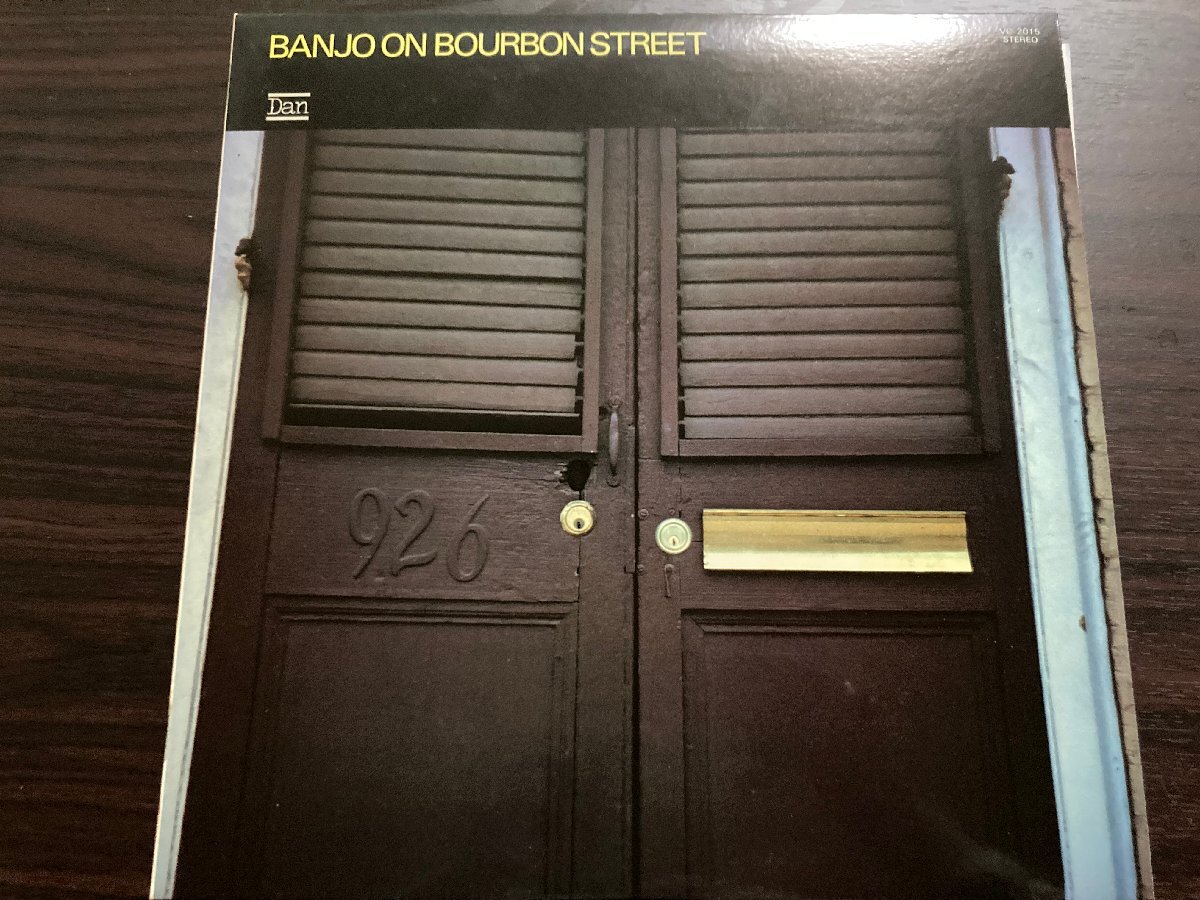 BANJO ON BOURBON STREET
VC 2015
STEREO
Dan
926